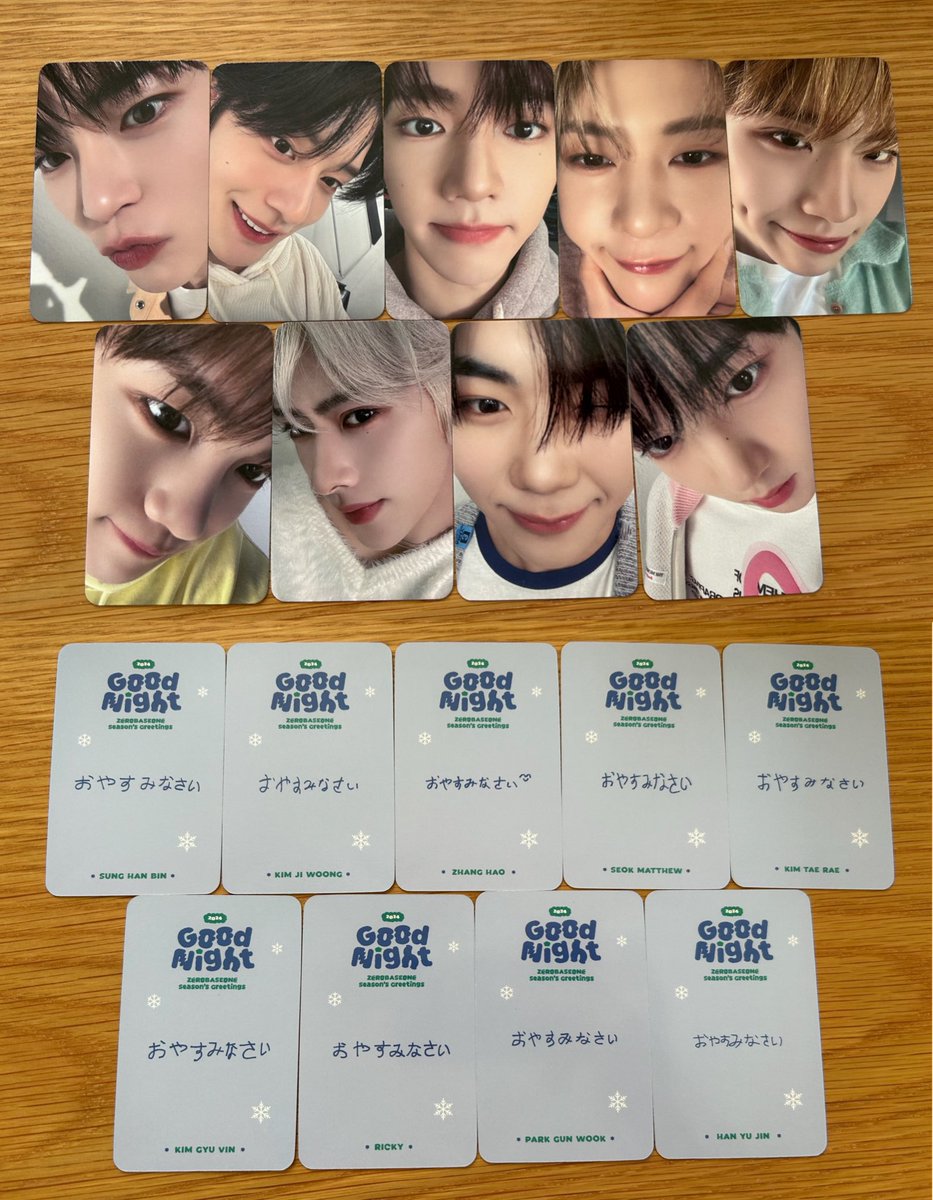 2024
Good
Night
ZEROBASEONE
Season's Greetings
おやすみなさい
• SUNG HAN BIN •
2024
Good
Night
ZEROBASEONE
Season's Greetings
おやすみなさい
• KIM JI WOONG •
2024
Good
Night
ZEROBASEONE
Season's Greetings
おやすみなさい♡
• ZHANG HAO •
2024
Good
Night
ZEROBASEONE
Season's Greetings
おやすみなさい
• SEOK MATTHEW •
2024
Good
Night
ZEROBASEONE
Season's Greetings
おやすみなさい
• KIM TAE RAE •
2024
Good
Night
ZEROBASEONE
Season's Greetings
おやすみなさい
• KIM GYU VIN •
2024
Good
Night
ZEROBASEONE
Season's Greetings
おやすみなさい
• RICKY •
2024
Good
Night
ZEROBASEONE
Season's Greetings
おやすみなさい
• PARK GUN WOOK •
2024
Good
Night
ZEROBASEONE
Season's Greetings
おやすみなさい
• HAN YU JIN •